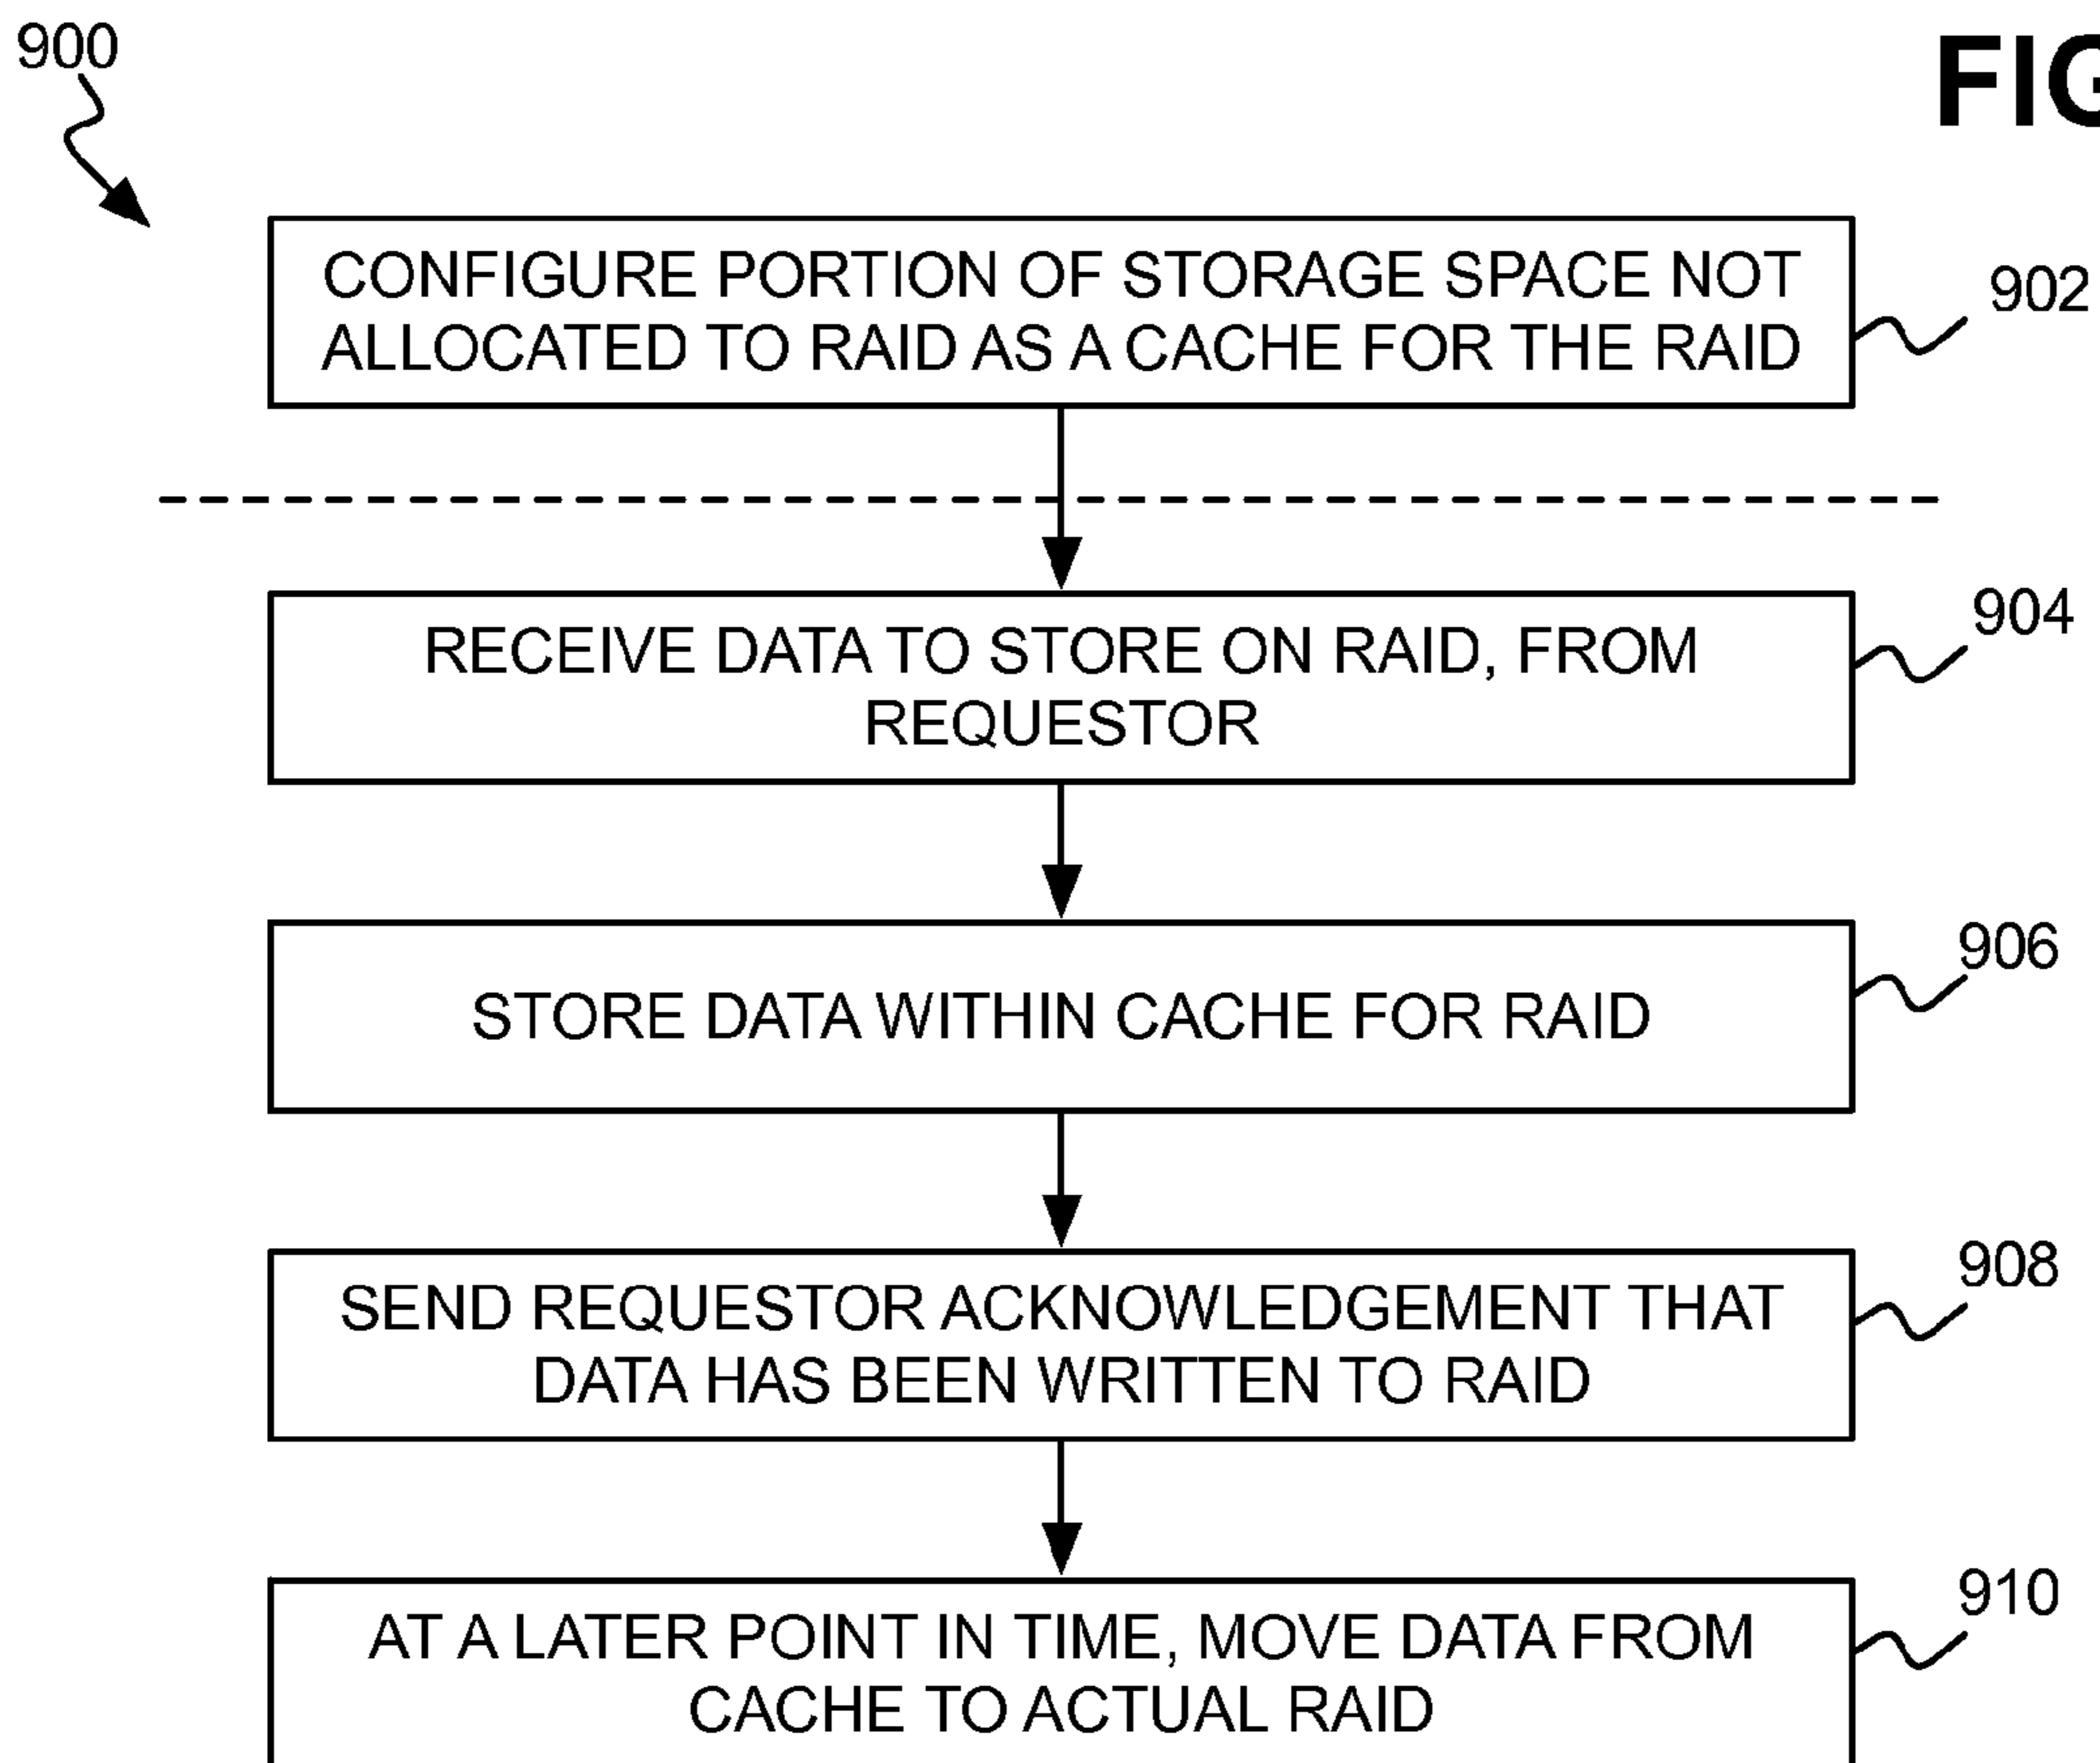 900
FIG
CONFIGURE PORTION OF STORAGE SPACE NOT
ALLOCATED TO RAID AS A CACHE FOR THE RAID
902
RECEIVE DATA TO STORE ON RAID, FROM
REQUESTOR
904
STORE DATA WITHIN CACHE FOR RAID
906
SEND REQUESTOR ACKNOWLEDGEMENT THAT
DATA HAS BEEN WRITTEN TO RAID
908
AT A LATER POINT IN TIME, MOVE DATA FROM
CACHE TO ACTUAL RAID
910